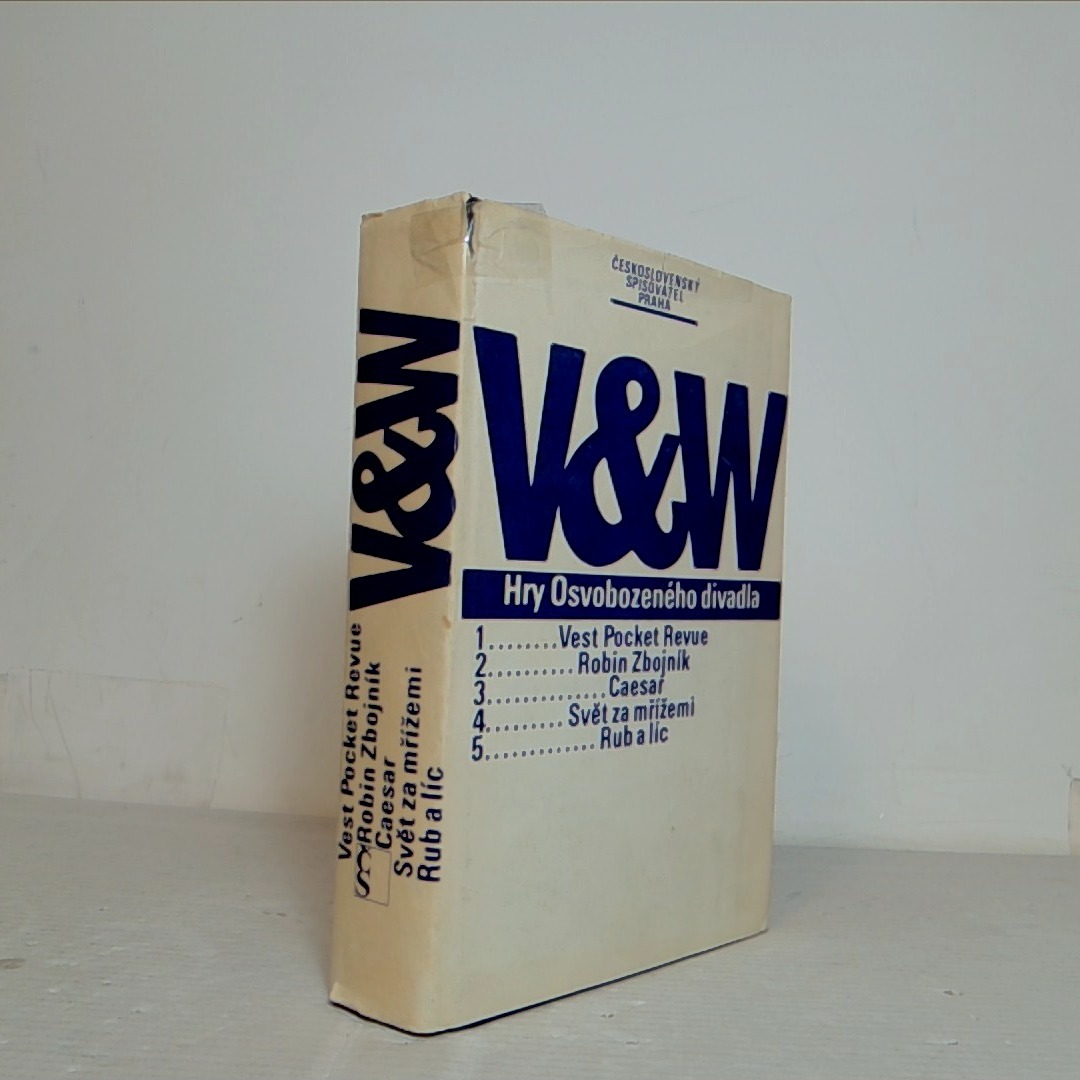 V&W
Vest Pocket Revue
Robin Zbojník
Caesar
Svět za mřížemi
Rub a líc
ČS
ČESKOSLOVENSKÝ
SPISOVATEL
PRAHA
V&W
Hry Osvobozeného divadla
1........Vest Pocket Revue
2..........Robin Zbojník
3..............Caesar
4.........Svět za mřížemi
5.............Rub a líc